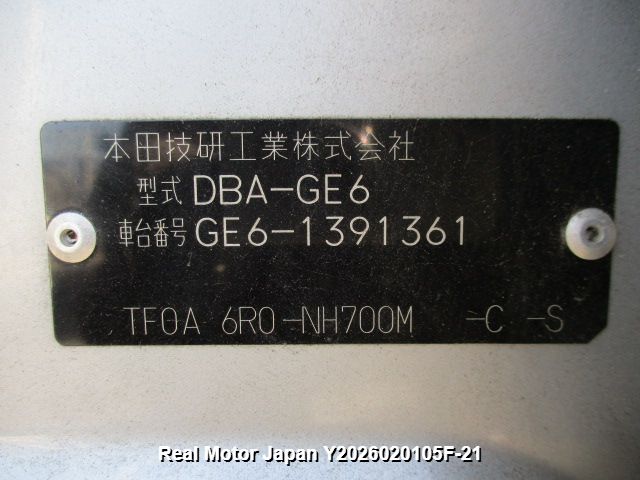 本田技研工業株式会社
型式 DBA-GE6
車台番号 GE6-1391361
TF0A 6R0-NH700M -C -S
Real Motor Japan Y2026020105F-21